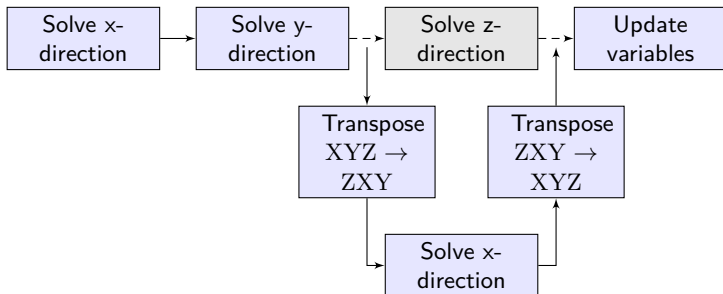 Solve x-
direction
Solve y-
direction
Solve z-
direction
Update
variables
Transpose
XYZ →
ZXY
Transpose
ZXY →
XYZ
Solve x-
direction